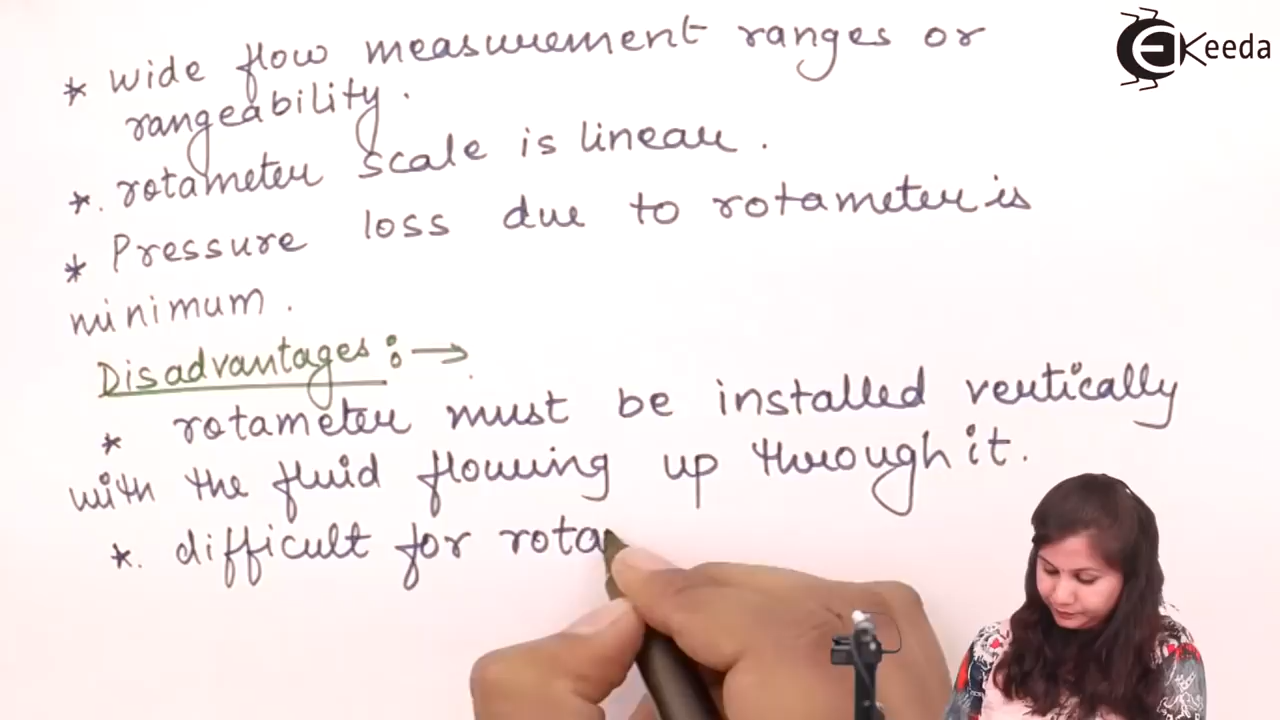 * wide flow measurement ranges or
rangeability.
*. rotameter scale is linear.
* Pressure loss due to rotameter is
minimum.
Disadvantages :→
* rotameter must be installed vertically
with the fluid flowing up through it.
*. difficult for rota
EKeeda